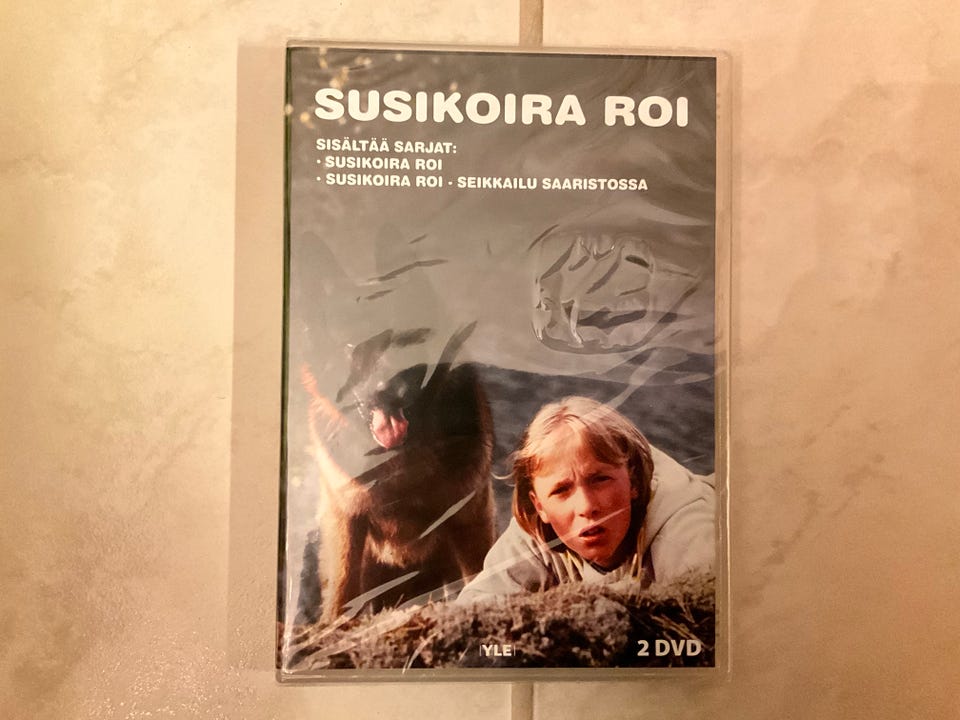 SUSIKOIRA ROI
SISÄLTÄÄ SARJAT:
· SUSIKOIRA ROI
· SUSIKOIRA ROI - SEIKKAILU SAARISTOSSA
YLE
2 DVD